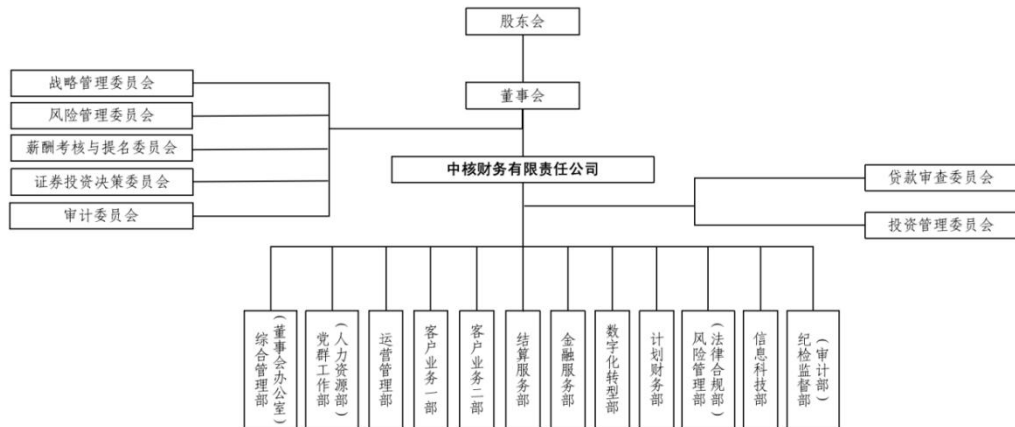 股东会
董事会
战略管理委员会
风险管理委员会
薪酬考核与提名委员会
证券投资决策委员会
审计委员会
中核财务有限责任公司
贷款审查委员会
投资管理委员会
综合管理部
（董事会办公室）
党群工作部
（人力资源部）
运营管理部
客户业务一部
客户业务二部
结算服务部
金融服务部
数字化转型部
计划财务部
风险管理部
（法律合规部）
信息科技部
纪检监督部
（审计部）